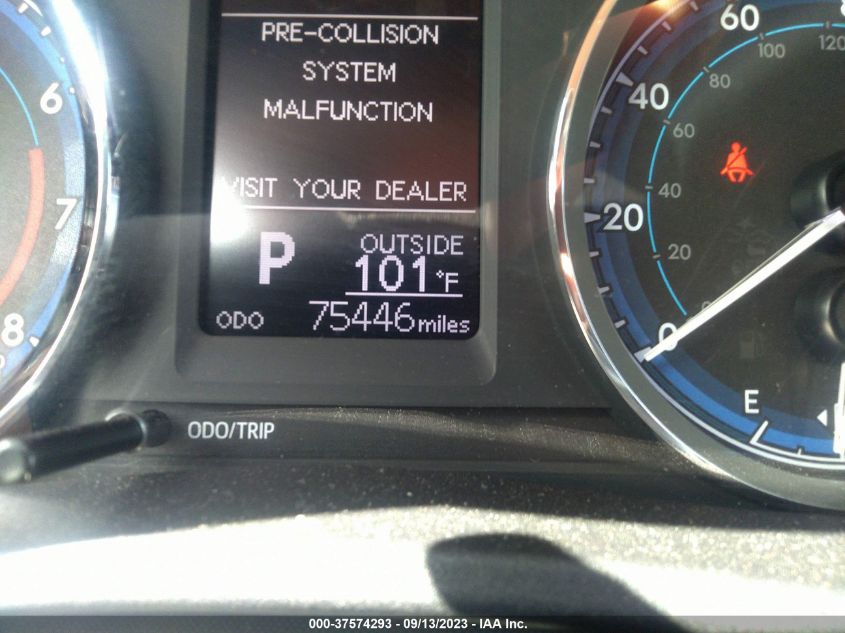 PRE-COLLISION
SYSTEM
MALFUNCTION
VISIT YOUR DEALER
P
OUTSIDE
101°F
ODO 75446 miles
ODO/TRIP
6
7
8
60
40
20
0
120
100
80
60
40
20
E
000-37574293 - 09/13/2023 - IAA Inc.